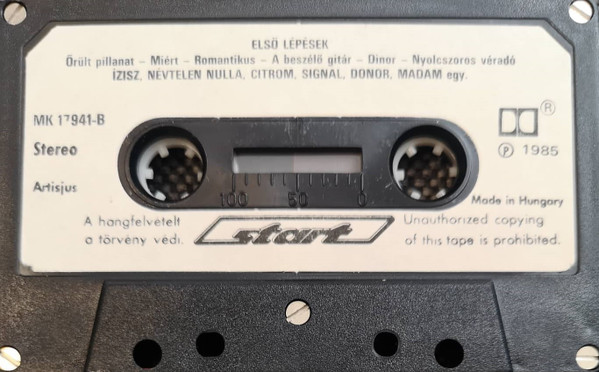 ELSŐ LÉPÉSEK
Őrült pillanat – Miért – Romantikus – A beszélő gitár – Dinor – Nyolcszoros véradó
ÍZISZ, NÉVTELEN NULLA, CITROM, SIGNAL, DONOR, MADAM egy.
MK 17941-B
Stereo
Ⓟ 1985
Artisjus
100 50 0
Made in Hungary
A hangfelvetelt
a törvény védi.
start
Unauthorized copying
of this tape is prohibited.